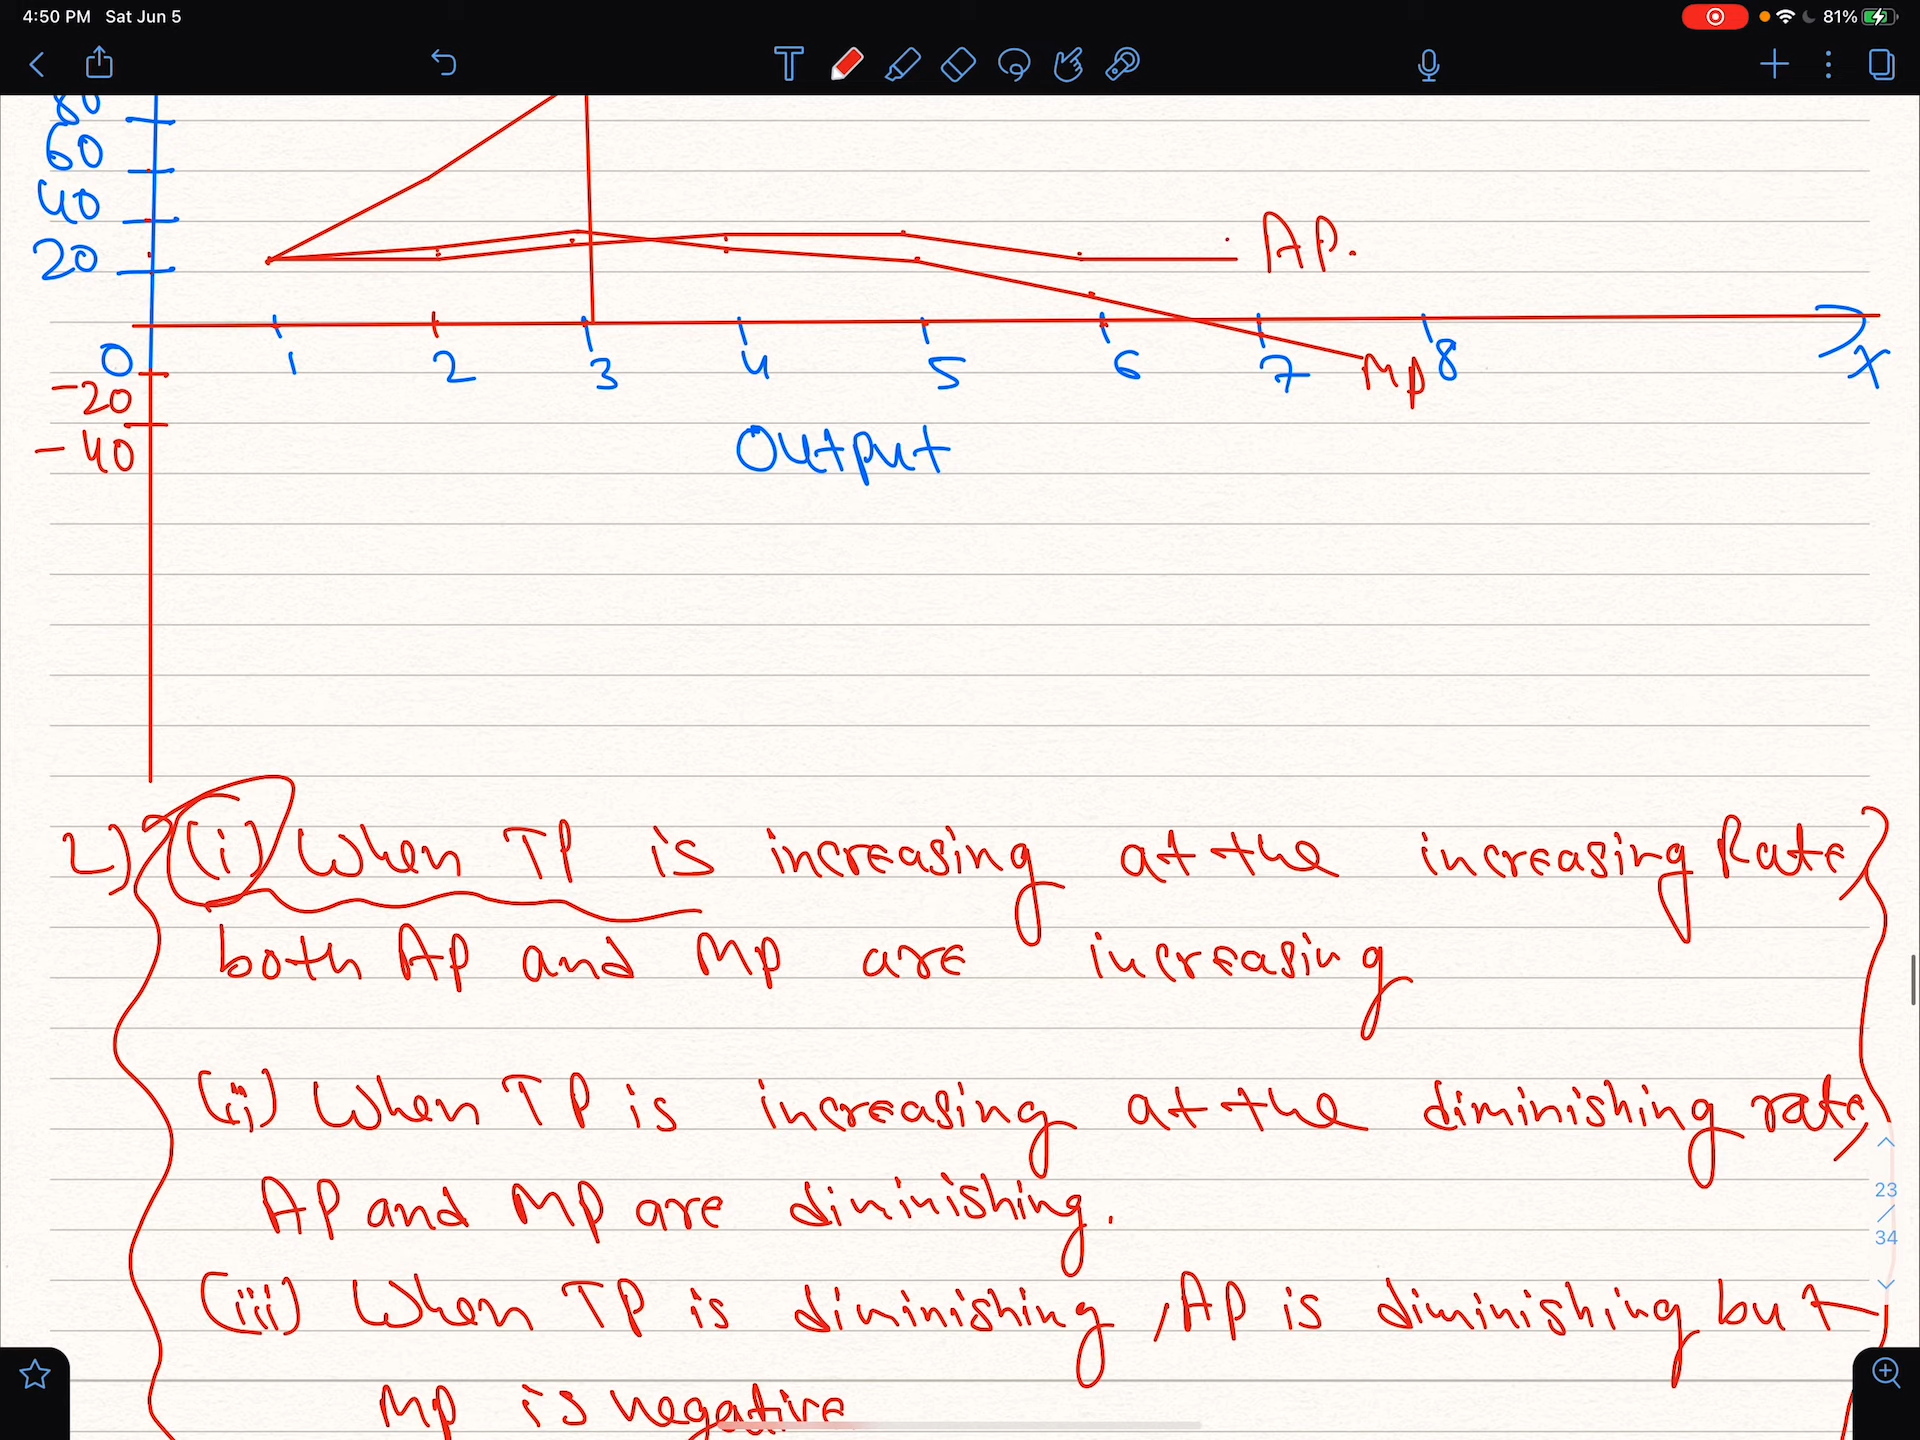 4:50 PM Sat Jun 5
81%
T
80
60
40
20
AP.
0 1 2 3 4 5 6 7 Mp 8 X
-20
-40
Output
2) (i) When TP is increasing at the increasing Rate,
both AP and Mp are increasing
(ii) When TP is increasing at the diminishing rate,
AP and Mp are diminishing.
23
/
34
(iii) When TP is diminishing, AP is diminishing but
Mp is negative